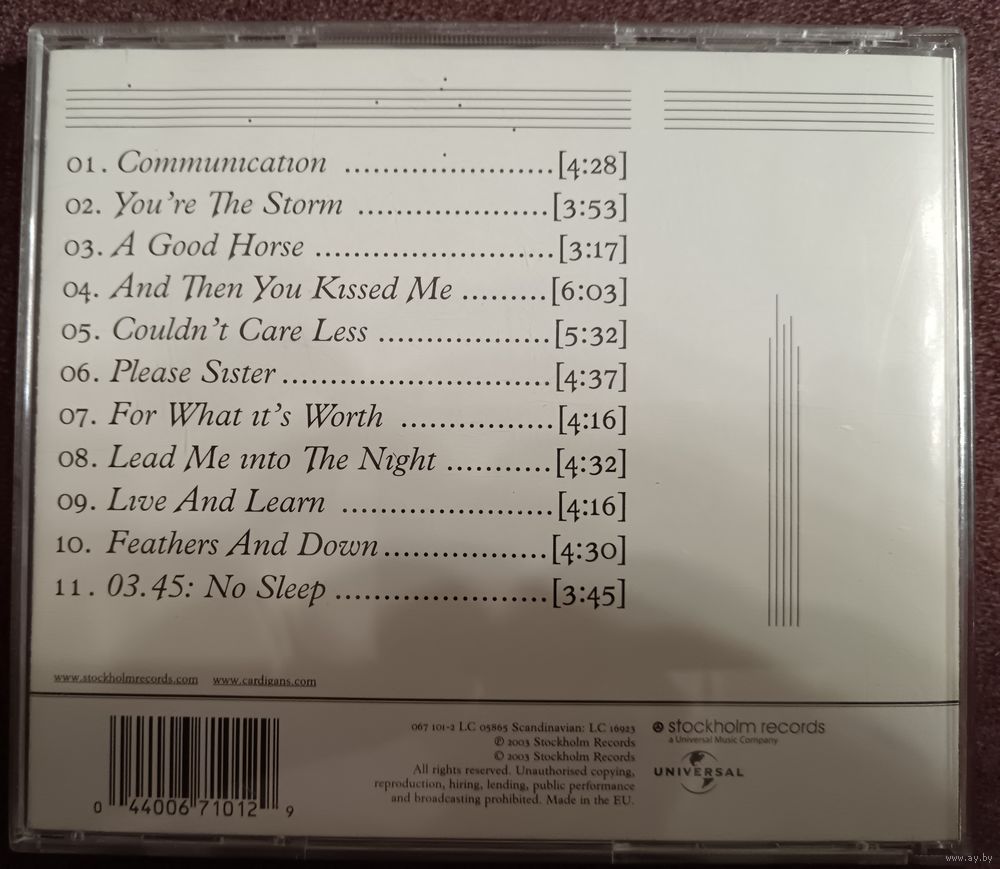 01. Communication ......................[4:28]
02. You're The Storm ....................[3:53]
03. A Good Horse .........................[3:17]
04. And Then You Kissed Me .........[6:03]
05. Couldn't Care Less ..................[5:32]
06. Please Sister............................[4:37]
07. For What it's Worth ................[4:16]
08. Lead Me into The Night ...........[4:32]
09. Live And Learn ......................[4:16]
10. Feathers And Down.................[4:30]
11. 03.45: No Sleep ......................[3:45]
www.stockholmrecords.com www.cardigans.com
067 101-2 LC 05865 Scandinavian: LC 16923
℗ 2003 Stockholm Records
© 2003 Stockholm Records
All rights reserved. Unauthorised copying,
reproduction, hiring, lending, public performance
and broadcasting prohibited. Made in the EU.
stockholm records
a Universal Music Company
UNIVERSAL
0 44006 71012 9
www.ay.by